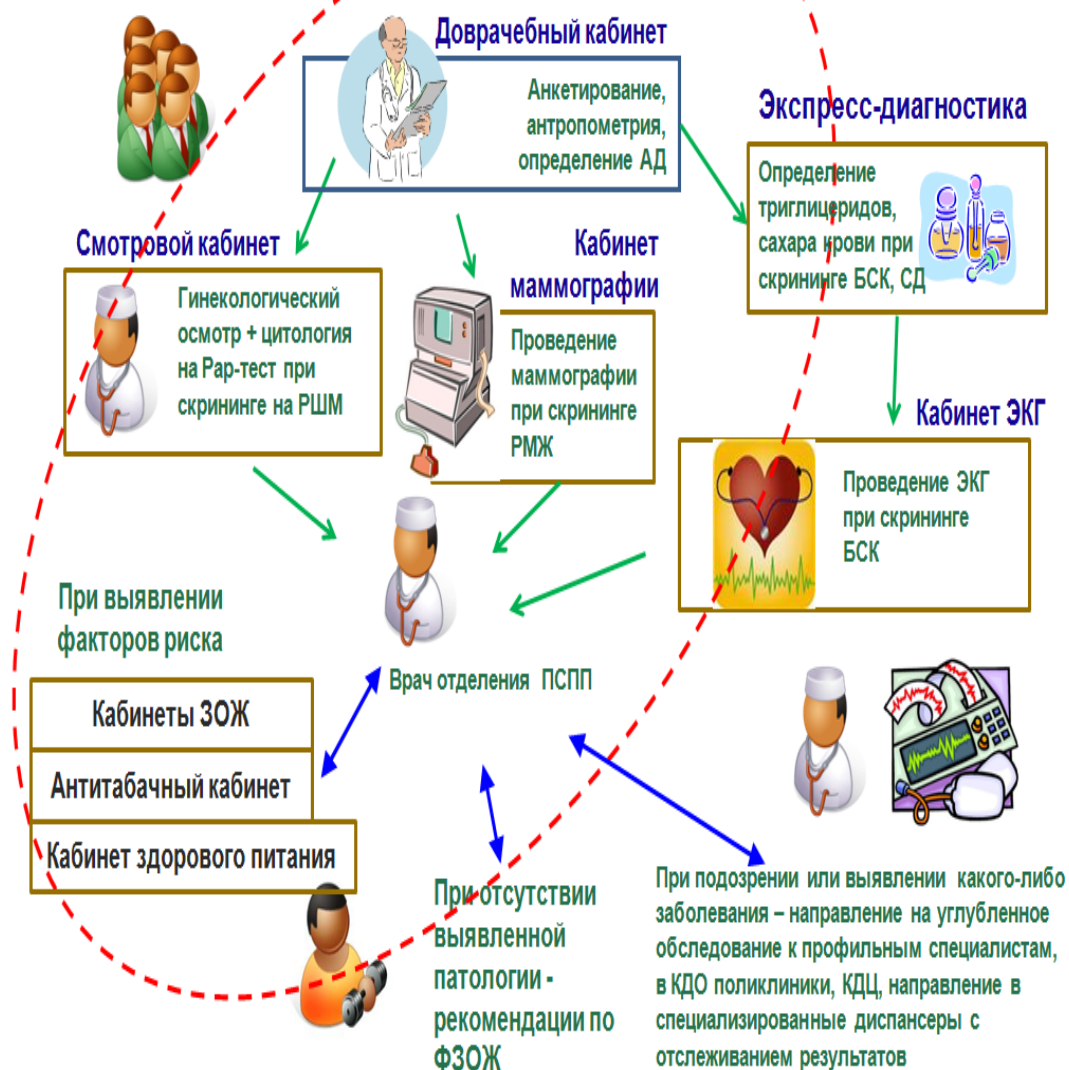 Доврачебный кабинет
Анкетирование,
антропометрия,
определение АД
Экспресс-диагностика
Определение
триглицеридов,
сахара крови при
скрининге БСК, СД
Смотровой кабинет
Гинекологический
осмотр + цитология
на Рар-тест при
скрининге на РШМ
Кабинет
маммографии
Проведение
маммографии
при скрининге
РМЖ
Кабинет ЭКГ
Проведение ЭКГ
при скрининге
БСК
При выявлении
факторов риска
Врач отделения ПСПП
Кабинеты ЗОЖ
Антитабачный кабинет
Кабинет здорового питания
При отсутствии
выявленной
патологии -
рекомендации по
ФЗОЖ
При подозрении или выявлении какого-либо
заболевания – направление на углубленное
обследование к профильным специалистам,
в КДО поликлиники, КДЦ, направление в
специализированные диспансеры с
отслеживанием результатов